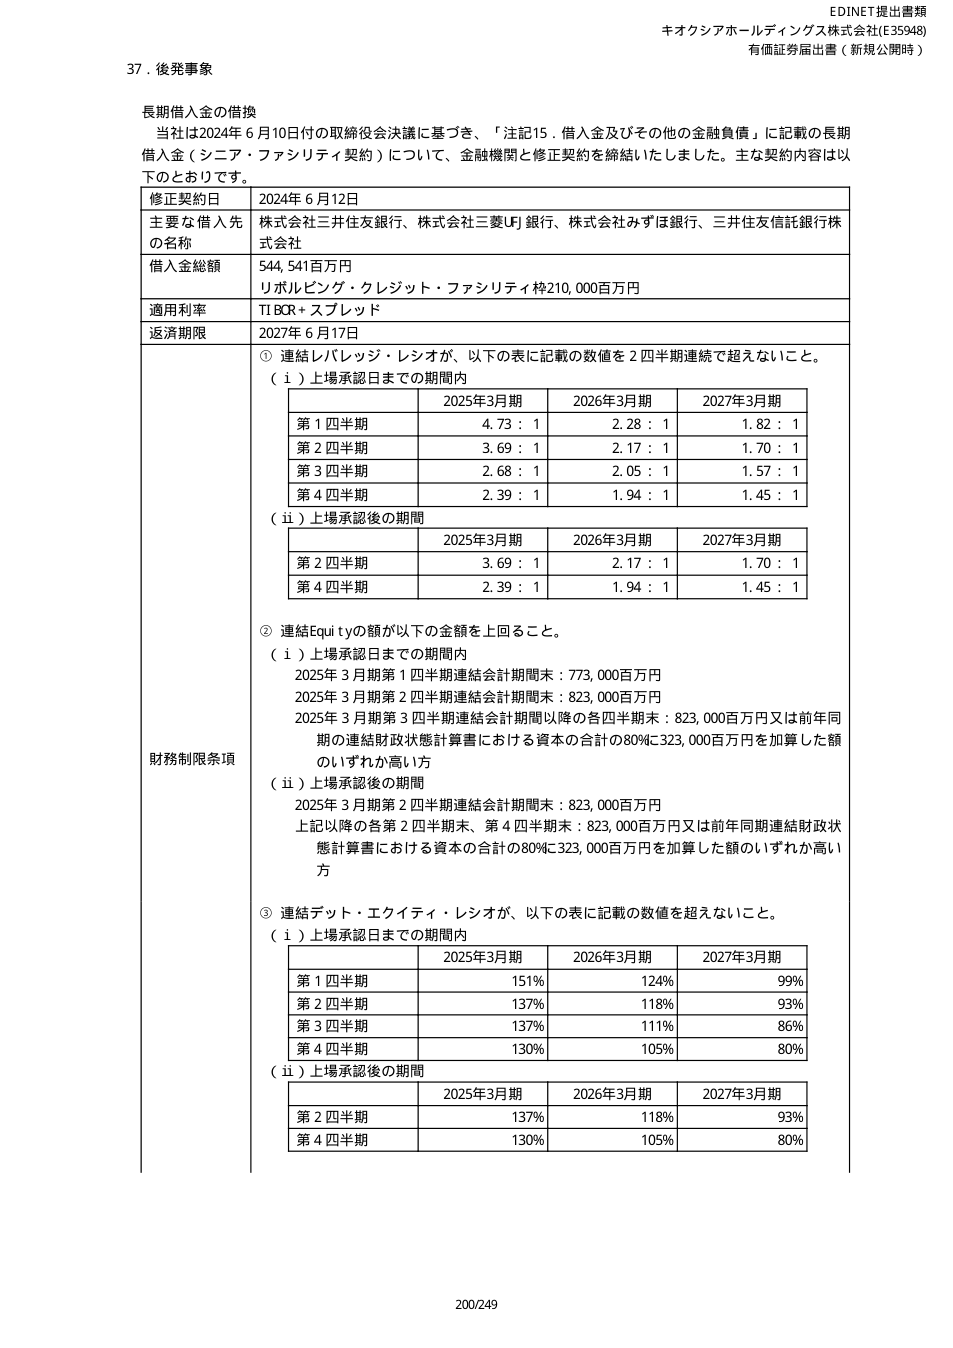 EDINET提出書類
キオクシアホールディングス株式会社(E35948)
有価証券届出書（新規公開時）
37．後発事象
長期借入金の借換
当社は2024年６月10日付の取締役会決議に基づき、「注記15．借入金及びその他の金融負債」に記載の長期
借入金（シニア・ファシリティ契約）について、金融機関と修正契約を締結いたしました。主な契約内容は以
下のとおりです。
修正契約日 2024年６月12日
主要な借入先 株式会社三井住友銀行、株式会社三菱UFJ銀行、株式会社みずほ銀行、三井住友信託銀行株
の名称 式会社
借入金総額 544,541百万円
リボルビング・クレジット・ファシリティ枠210,000百万円
適用利率 TIBOR＋スプレッド
返済期限 2027年６月17日
財務制限条項
① 連結レバレッジ・レシオが、以下の表に記載の数値を２四半期連続で超えないこと。
（ⅰ）上場承認日までの期間内
2025年3月期 2026年3月期 2027年3月期
第１四半期 4.73：1 2.28：1 1.82：1
第２四半期 3.69：1 2.17：1 1.70：1
第３四半期 2.68：1 2.05：1 1.57：1
第４四半期 2.39：1 1.94：1 1.45：1
（ⅱ）上場承認後の期間
2025年3月期 2026年3月期 2027年3月期
第２四半期 3.69：1 2.17：1 1.70：1
第４四半期 2.39：1 1.94：1 1.45：1
② 連結Equityの額が以下の金額を上回ること。
（ⅰ）上場承認日までの期間内
2025年３月期第１四半期連結会計期間末：773,000百万円
2025年３月期第２四半期連結会計期間末：823,000百万円
2025年３月期第３四半期連結会計期間以降の各四半期末：823,000百万円又は前年同
期の連結財政状態計算書における資本の合計の80%に323,000百万円を加算した額
のいずれか高い方
（ⅱ）上場承認後の期間
2025年３月期第２四半期連結会計期間末：823,000百万円
上記以降の各第２四半期末、第４四半期末：823,000百万円又は前年同期連結財政状
態計算書における資本の合計の80%に323,000百万円を加算した額のいずれか高い
方
③ 連結デット・エクイティ・レシオが、以下の表に記載の数値を超えないこと。
（ⅰ）上場承認日までの期間内
2025年3月期 2026年3月期 2027年3月期
第１四半期 151% 124% 99%
第２四半期 137% 118% 93%
第３四半期 137% 111% 86%
第４四半期 130% 105% 80%
（ⅱ）上場承認後の期間
2025年3月期 2026年3月期 2027年3月期
第２四半期 137% 118% 93%
第４四半期 130% 105% 80%
200/249